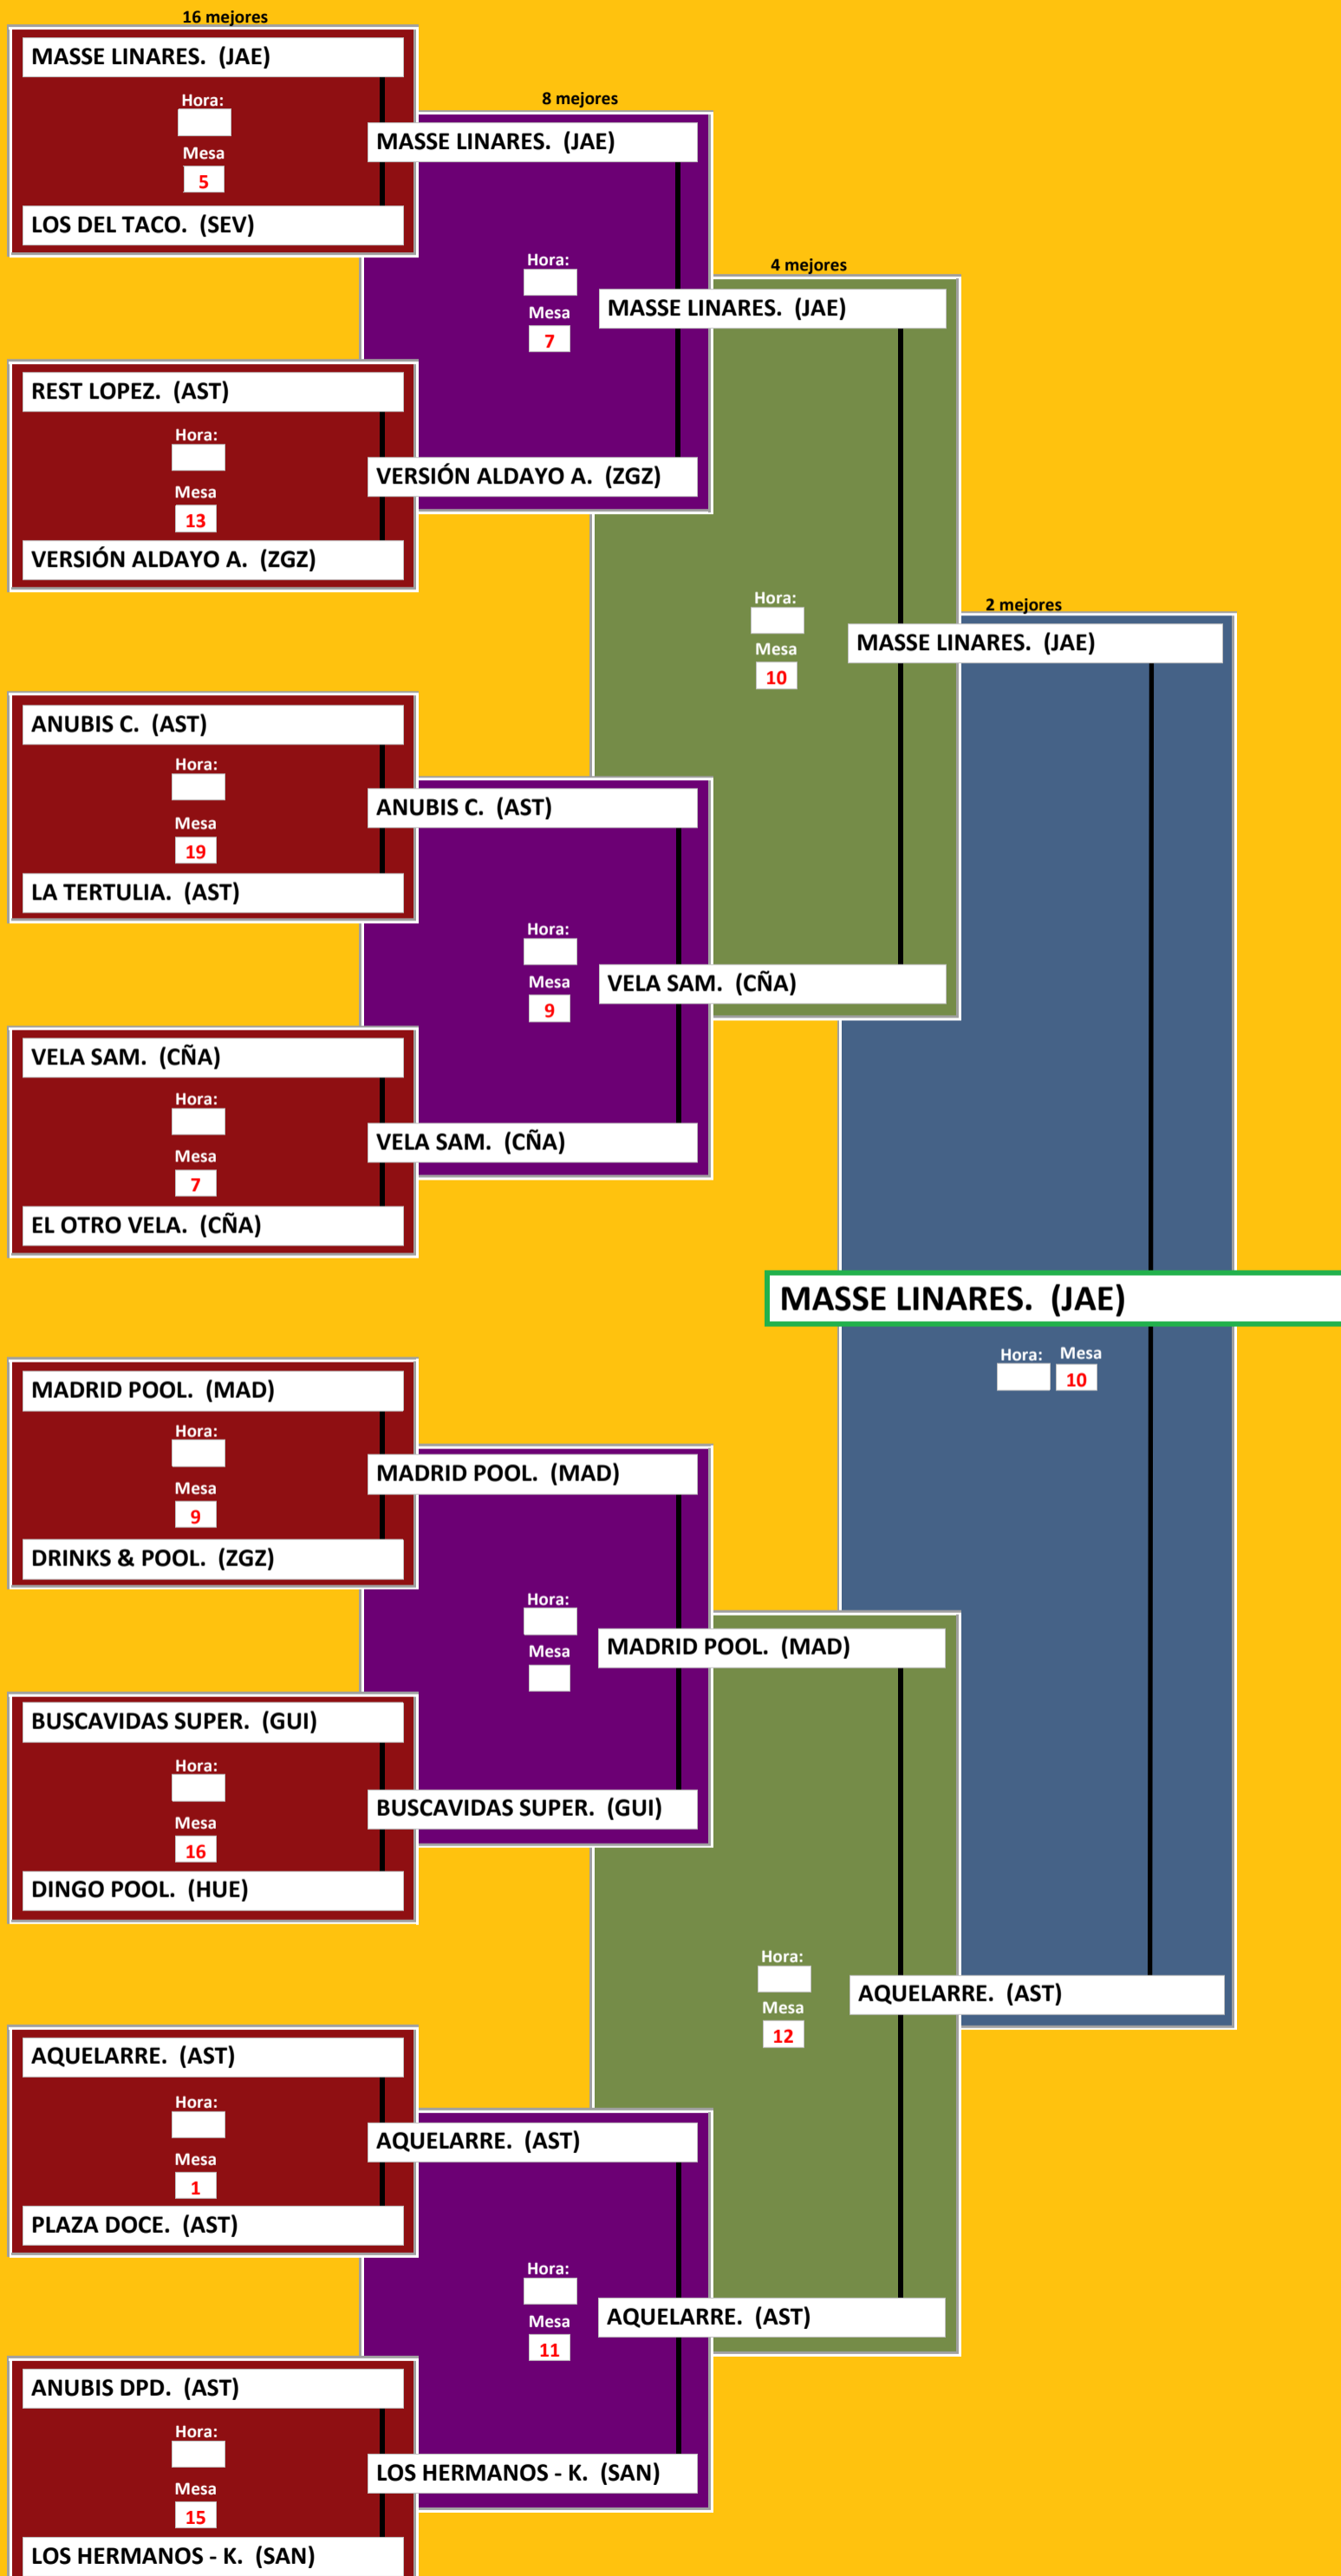 16 mejores
MASSE LINARES. (JAE)
Hora:
Mesa
5
LOS DEL TACO. (SEV)
REST LOPEZ. (AST)
Hora:
Mesa
13
VERSIÓN ALDAYO A. (ZGZ)
ANUBIS C. (AST)
Hora:
Mesa
19
LA TERTULIA. (AST)
VELA SAM. (CÑA)
Hora:
Mesa
7
EL OTRO VELA. (CÑA)
MADRID POOL. (MAD)
Hora:
Mesa
9
DRINKS & POOL. (ZGZ)
BUSCAVIDAS SUPER. (GUI)
Hora:
Mesa
16
DINGO POOL. (HUE)
AQUELARRE. (AST)
Hora:
Mesa
1
PLAZA DOCE. (AST)
ANUBIS DPD. (AST)
Hora:
Mesa
15
LOS HERMANOS - K. (SAN)
8 mejores
MASSE LINARES. (JAE)
Hora:
Mesa
7
VERSIÓN ALDAYO A. (ZGZ)
ANUBIS C. (AST)
Hora:
Mesa
9
VELA SAM. (CÑA)
MADRID POOL. (MAD)
Hora:
Mesa
BUSCAVIDAS SUPER. (GUI)
AQUELARRE. (AST)
Hora:
Mesa
11
LOS HERMANOS - K. (SAN)
4 mejores
MASSE LINARES. (JAE)
Hora:
Mesa
10
VELA SAM. (CÑA)
MADRID POOL. (MAD)
Hora:
Mesa
12
AQUELARRE. (AST)
2 mejores
MASSE LINARES. (JAE)
MASSE LINARES. (JAE)
Hora: Mesa
10
AQUELARRE. (AST)